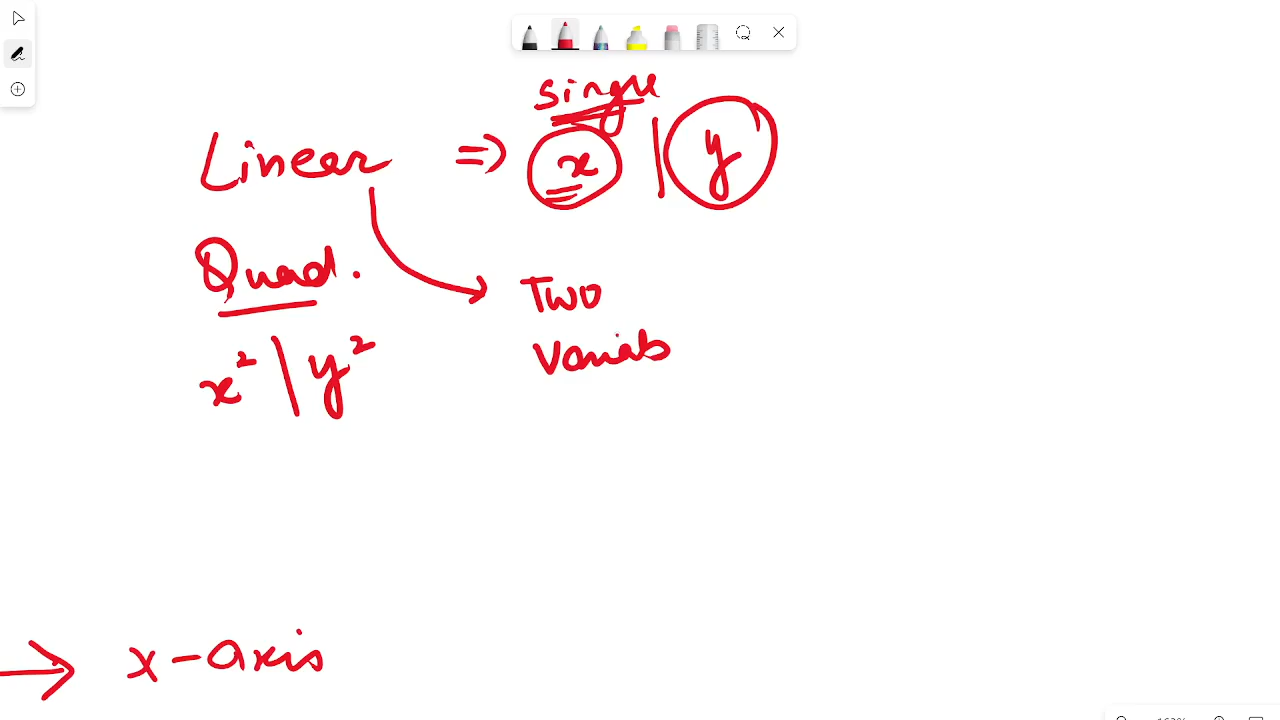 single
Linear => x | y
Quad.
Two
x² | y²
Variab
x-axis